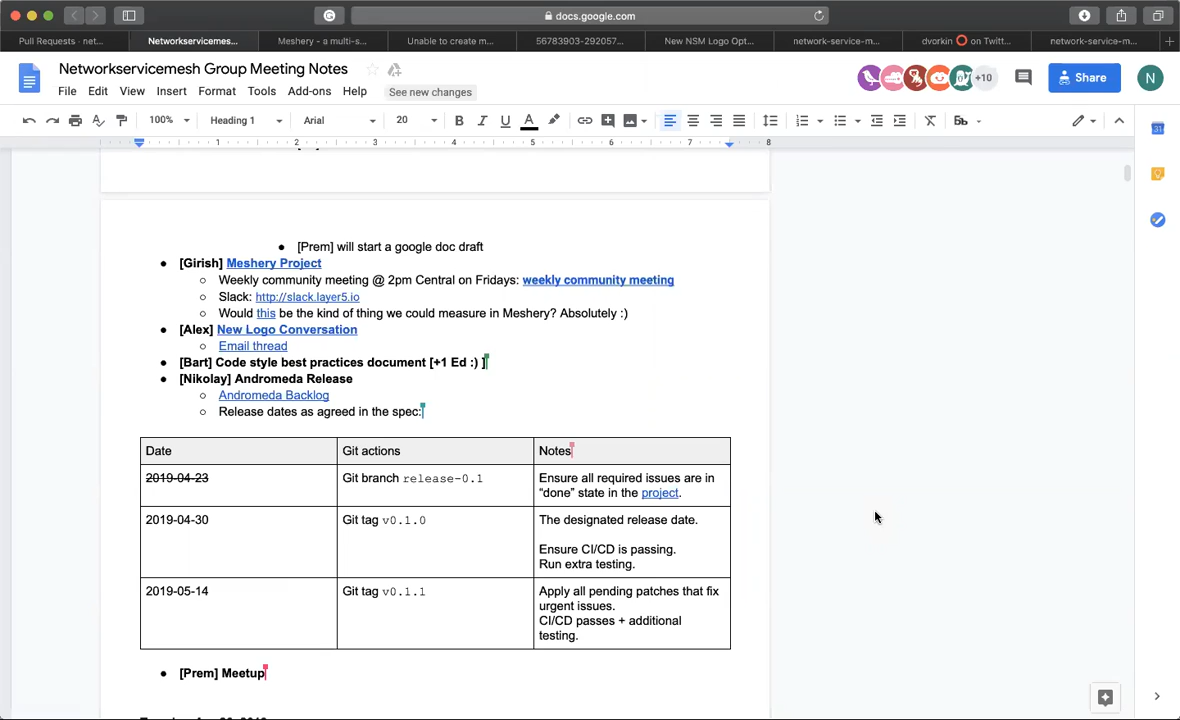 docs.google.com
Pull Requests · net...
Networkservicemes...
Meshery - a multi-s...
Unable to create m...
56783903-292057...
New NSM Logo Opt...
network-service-m...
dvorkin ⭕ on Twitt...
network-service-m...
Networkservicemesh Group Meeting Notes
File Edit View Insert Format Tools Add-ons Help See new changes
+10
Share
N
100% Heading 1 Arial 20 B I U A
1 2 3 4 5 6 7 8
31
● [Prem] will start a google doc draft
● [Girish] Meshery Project
○ Weekly community meeting @ 2pm Central on Fridays: weekly community meeting
○ Slack: http://slack.layer5.io
○ Would this be the kind of thing we could measure in Meshery? Absolutely :)
● [Alex] New Logo Conversation
○ Email thread
● [Bart] Code style best practices document [+1 Ed :) ]
● [Nikolay] Andromeda Release
○ Andromeda Backlog
○ Release dates as agreed in the spec:
Date Git actions Notes
2019-04-23 Git branch release-0.1 Ensure all required issues are in
“done” state in the project.
2019-04-30 Git tag v0.1.0 The designated release date.
Ensure CI/CD is passing.
Run extra testing.
2019-05-14 Git tag v0.1.1 Apply all pending patches that fix
urgent issues.
CI/CD passes + additional
testing.
● [Prem] Meetup